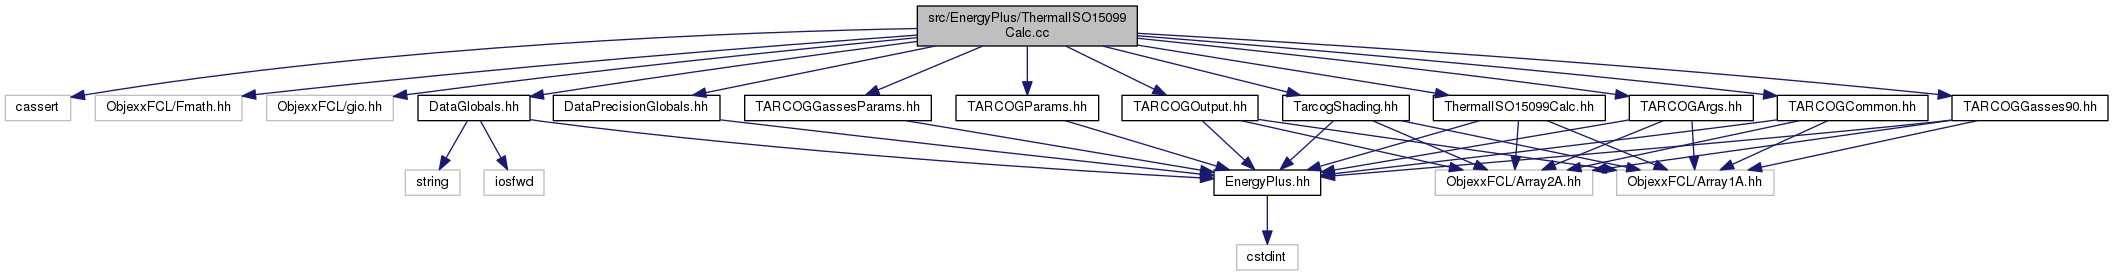 src/EnergyPlus/ThermalISO15099
Calc.cc
cassert
ObjexxFCL/Fmath.hh
ObjexxFCL/gio.hh
DataGlobals.hh
DataPrecisionGlobals.hh
TARCOGGassesParams.hh
TARCOGParams.hh
TARCOGOutput.hh
TarcogShading.hh
ThermalISO15099Calc.hh
TARCOGArgs.hh
TARCOGCommon.hh
TARCOGGasses90.hh
string
iosfwd
EnergyPlus.hh
ObjexxFCL/Array2A.hh
ObjexxFCL/Array1A.hh
cstdint